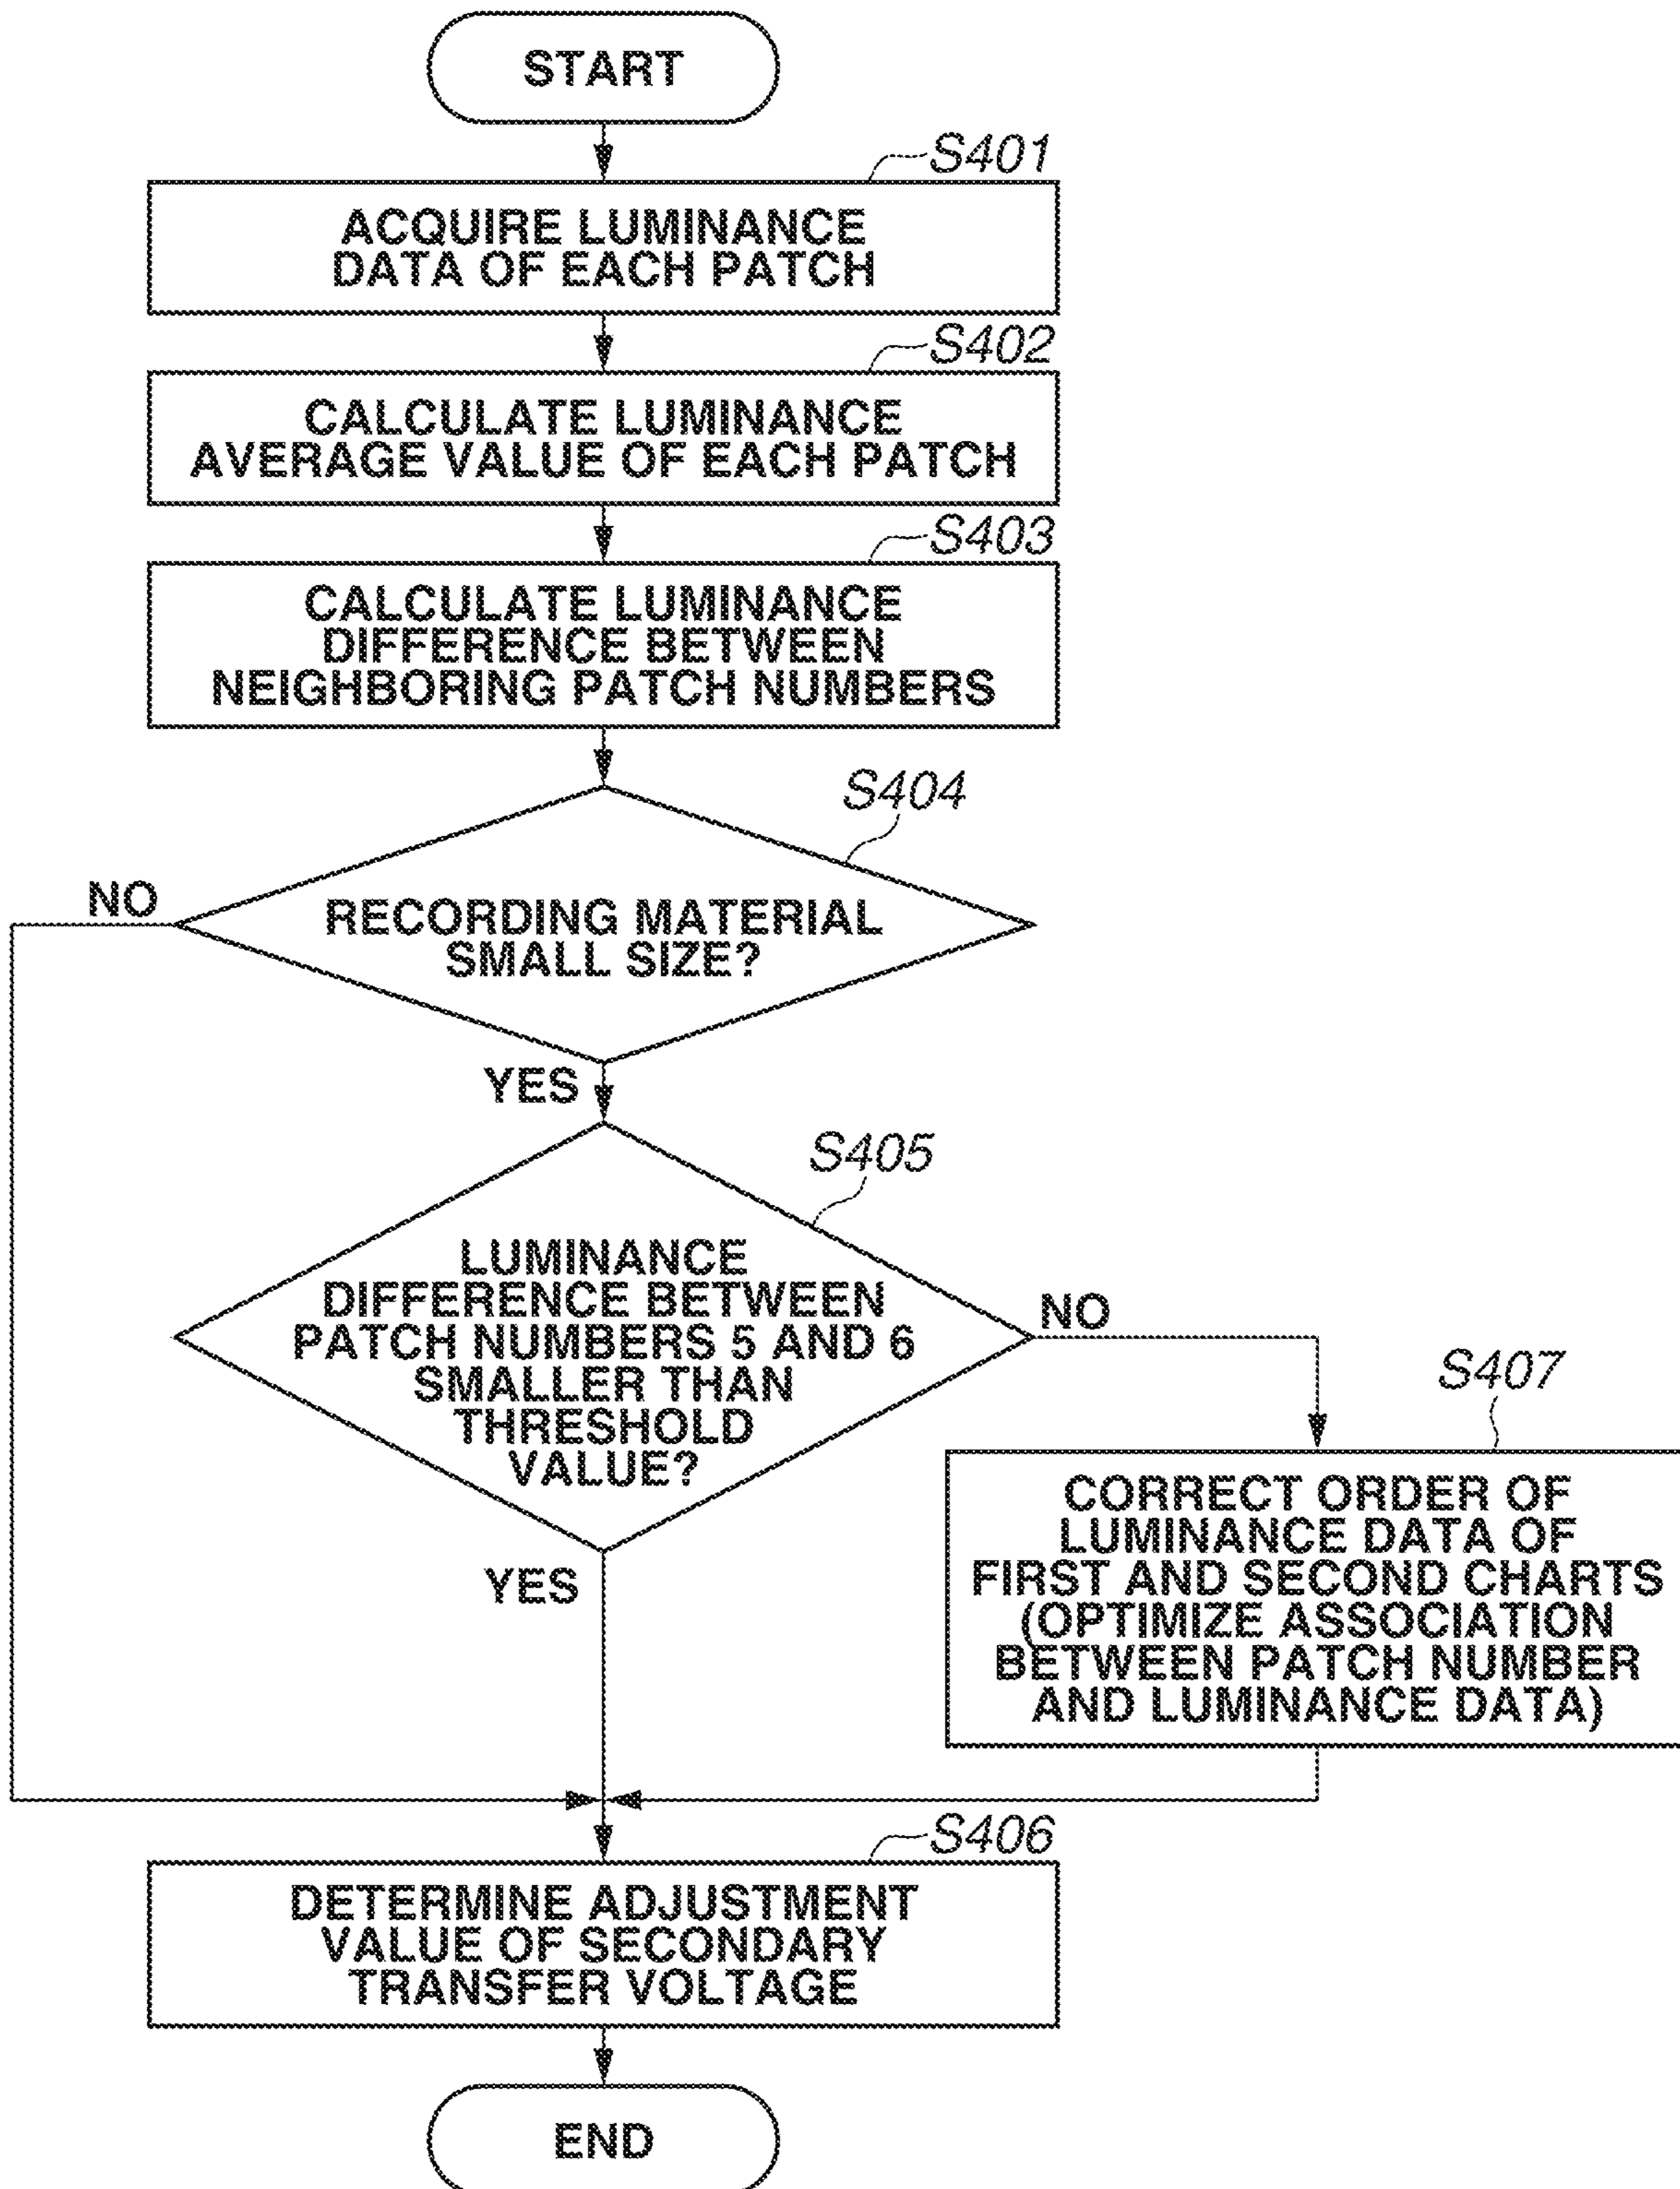 START
S401
ACQUIRE LUMINANCE
DATA OF EACH PATCH
S402
CALCULATE LUMINANCE
AVERAGE VALUE OF EACH PATCH
S403
CALCULATE LUMINANCE
DIFFERENCE BETWEEN
NEIGHBORING PATCH NUMBERS
S404
NO
RECORDING MATERIAL
SMALL SIZE?
YES
S405
LUMINANCE
DIFFERENCE BETWEEN
PATCH NUMBERS 5 AND 6
SMALLER THAN
THRESHOLD
VALUE?
NO
YES
S407
CORRECT ORDER OF
LUMINANCE DATA OF
FIRST AND SECOND CHARTS
(OPTIMIZE ASSOCIATION
BETWEEN PATCH NUMBER
AND LUMINANCE DATA)
S406
DETERMINE ADJUSTMENT
VALUE OF SECONDARY
TRANSFER VOLTAGE
END